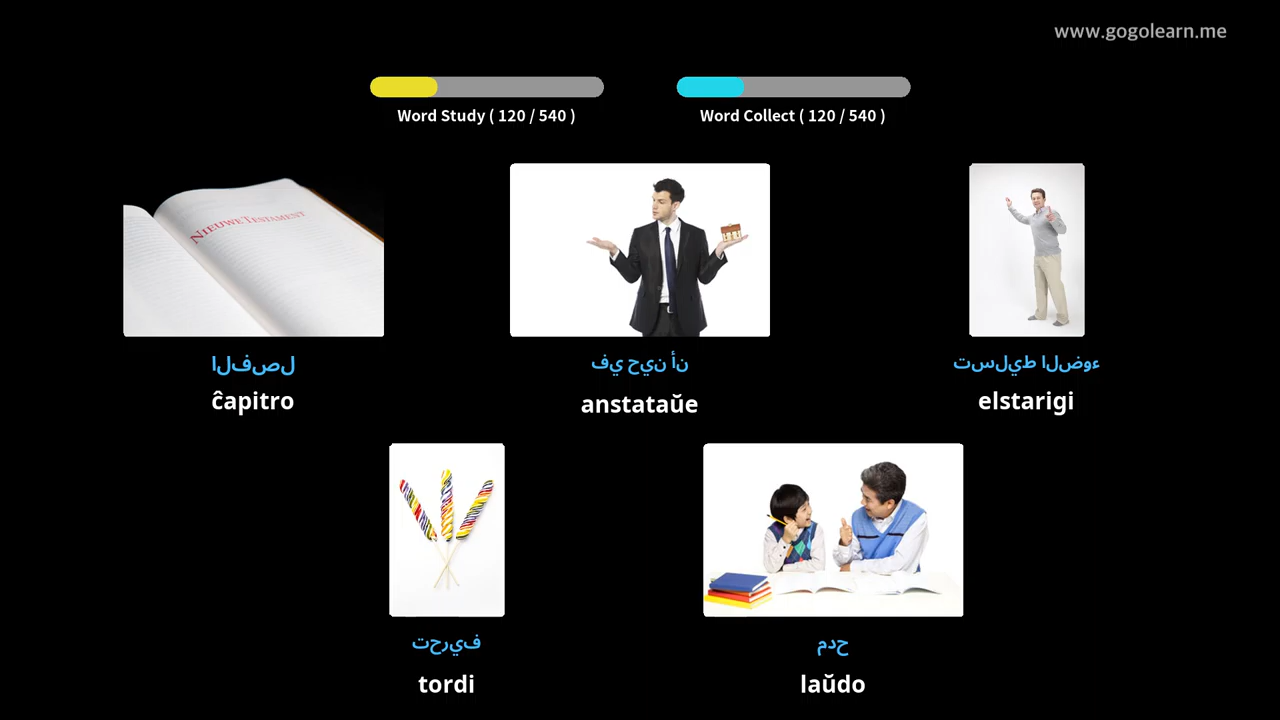 www.gogolearn.me
Word Study ( 120 / 540 )
Word Collect ( 120 / 540 )
NIEUWE TESTAMENT
الفصل
ĉapitro
في حين أن
anstataŭe
تسليط الضوء
elstarigi
تحريف
tordi
مدح
laŭdo